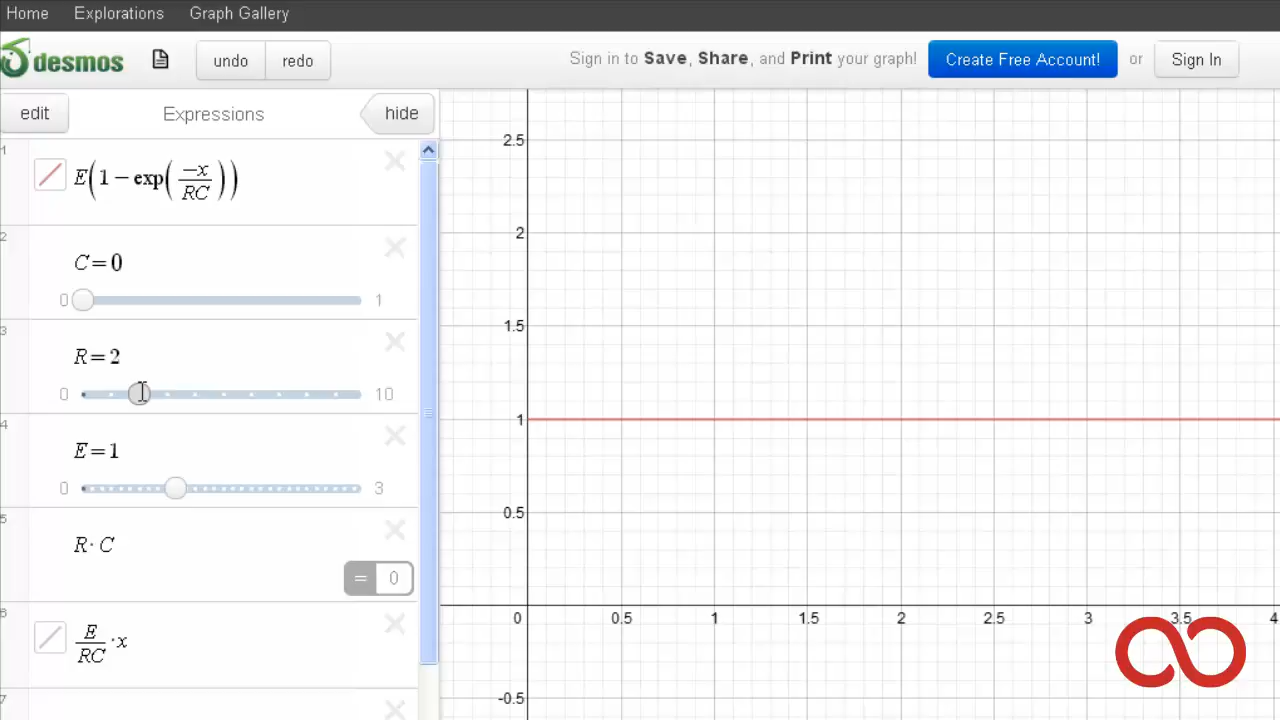 Home Explorations Graph Gallery
desmos undo redo Sign in to Save, Share, and Print your graph! Create Free Account! or Sign In
edit Expressions hide
1 E(1−exp(−x/RC))
2 C=0
0 1
3 R=2
0 10
4 E=1
0 3
5 R·C
= 0
6 E/RC·x
7
2.5
2
1.5
1
0.5
0 0.5 1 1.5 2 2.5 3 3.5 4
-0.5